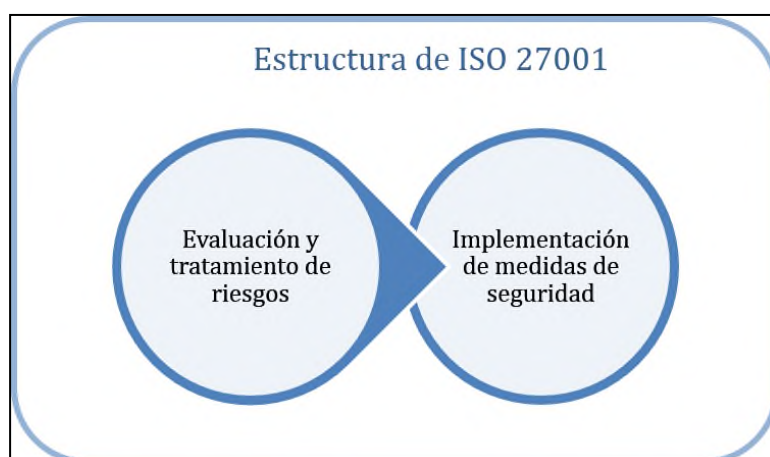 Estructura de ISO 27001
Evaluación y
tratamiento de
riesgos
Implementación
de medidas de
seguridad